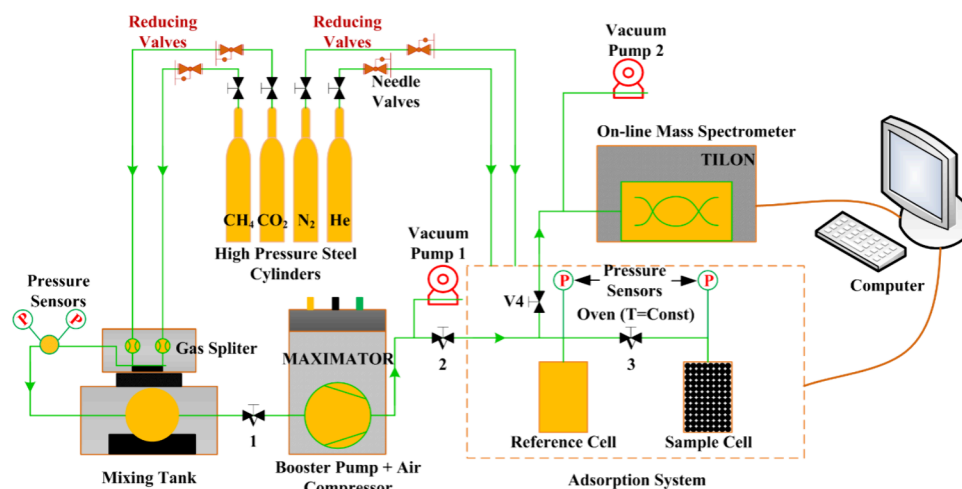 Reducing
Valves
Reducing
Valves
Vacuum
Pump 2
Needle
Valves
On-line Mass Spectrometer
TILON
CH₄
CO₂
N₂
He
High Pressure Steel
Cylinders
Vacuum
Pump 1
Computer
Pressure
Sensors
P
P
Gas Spliter
MAXIMATOR
V
2
P
Pressure
Sensors
P
V4
Oven (T=Const)
3
V
1
Reference Cell
Sample Cell
Mixing Tank
Booster Pump + Air
Compressor
Adsorption System